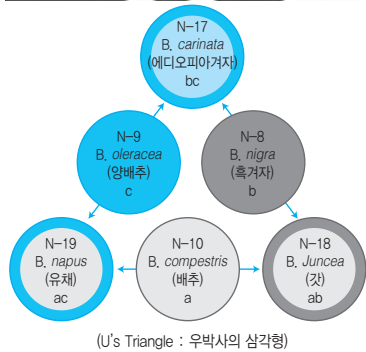 N-17
B. carinata
(에디오피아겨자)
bc
N-9
B. oleracea
(양배추)
c
N-8
B. nigra
(흑겨자)
b
N-19
B. napus
(유채)
ac
N-10
B. compestris
(배추)
a
N-18
B. Juncea
(갓)
ab
(U's Triangle : 우박사의 삼각형)